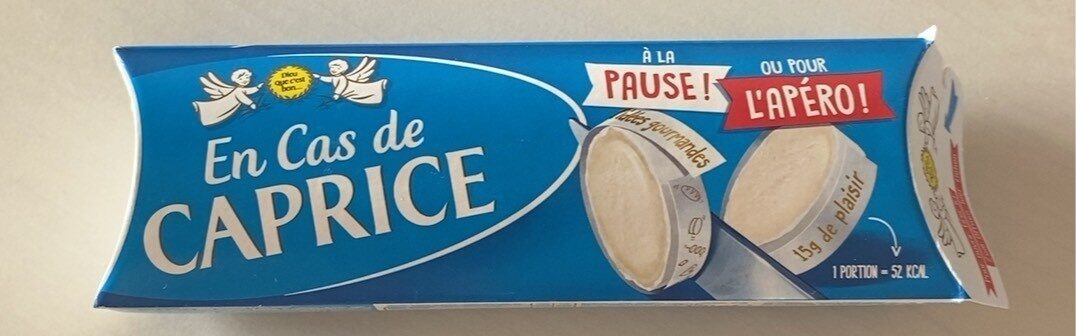 Dieu
que c'est
bon...
En Cas de
CAPRICE
À LA
PAUSE !
OU POUR
L'APÉRO !
gourmandes
15g de plaisir
1 PORTION = 52 KCAL